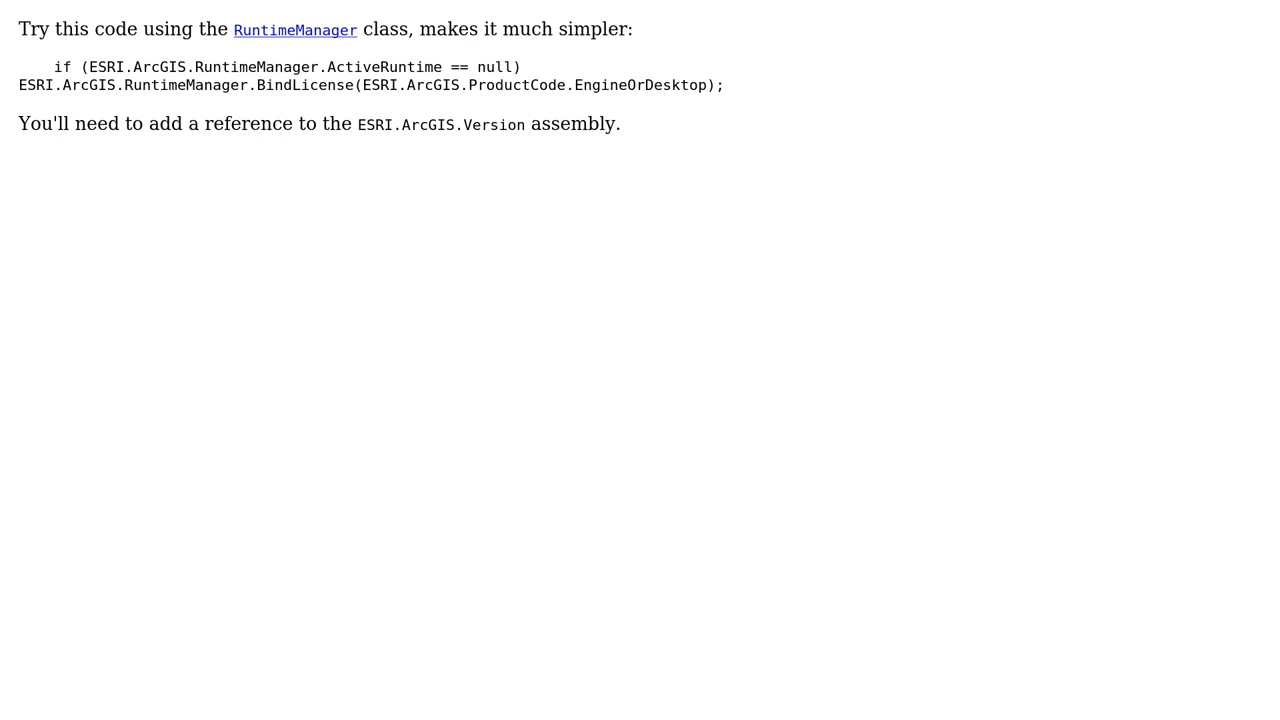 Try this code using the RuntimeManager class, makes it much simpler:
    if (ESRI.ArcGIS.RuntimeManager.ActiveRuntime == null)
ESRI.ArcGIS.RuntimeManager.BindLicense(ESRI.ArcGIS.ProductCode.EngineOrDesktop);
You'll need to add a reference to the ESRI.ArcGIS.Version assembly.